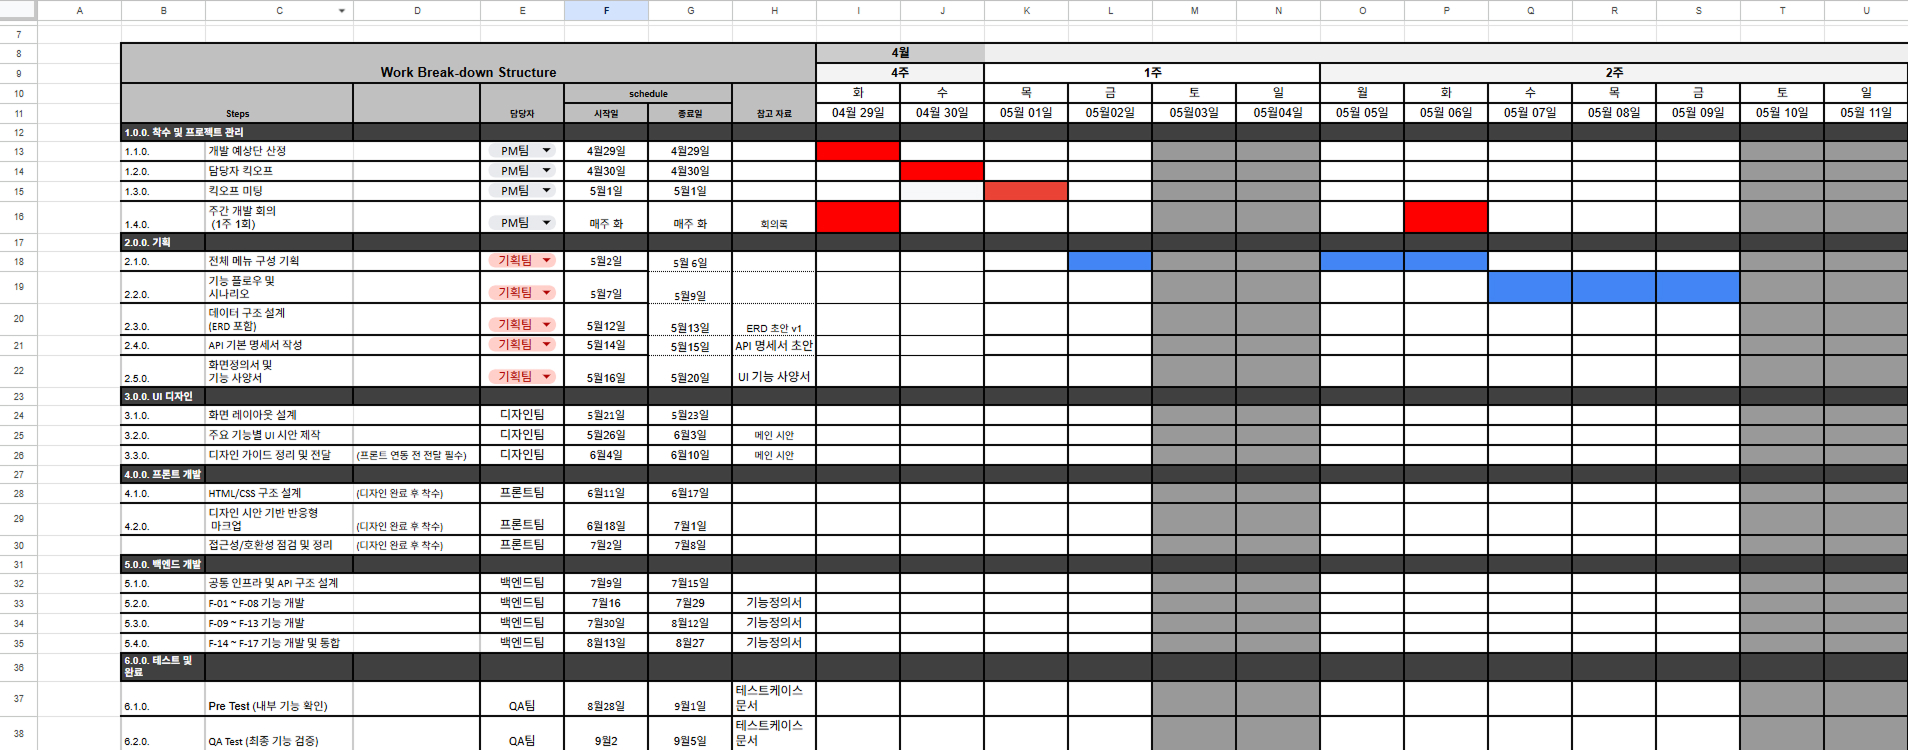 A B C D E F G H I J K L M N O P Q R S T U
7
8 4월
9 Work Break-down Structure 4주 1주 2주
10 schedule 화 수 목 금 토 일 월 화 수 목 금 토 일
11 Steps 담당자 시작일 종료일 참고 자료 04월 29일 04월 30일 05월 01일 05월02일 05월03일 05월04일 05월 05일 05월 06일 05월 07일 05월 08일 05월 09일 05월 10일 05월 11일
12 1.0.0. 착수 및 프로젝트 관리
13 1.1.0. 개발 예상단 산정 PM팀 4월29일 4월29일
14 1.2.0. 담당자 킥오프 PM팀 4월30일 4월30일
15 1.3.0. 킥오프 미팅 PM팀 5월1일 5월1일
주간 개발 회의
16 1.4.0. (1주 1회) PM팀 매주 화 매주 화 회의록
17 2.0.0. 기획
18 2.1.0. 전체 메뉴 구성 기획 기획팀 5월2일 5월 6일
기능 플로우 및
19 2.2.0. 시나리오 기획팀 5월7일 5월9일
데이터 구조 설계
20 2.3.0. (ERD 포함) 기획팀 5월12일 5월13일 ERD 초안 v1
21 2.4.0. API 기본 명세서 작성 기획팀 5월14일 5월15일 API 명세서 초안
화면정의서 및
22 2.5.0. 기능 사양서 기획팀 5월16일 5월20일 UI 기능 사양서
23 3.0.0. UI 디자인
24 3.1.0. 화면 레이아웃 설계 디자인팀 5월21일 5월23일
25 3.2.0. 주요 기능별 UI 시안 제작 디자인팀 5월26일 6월3일 메인 시안
26 3.3.0. 디자인 가이드 정리 및 전달 (프론트 연동 전 전달 필수) 디자인팀 6월4일 6월10일 메인 시안
27 4.0.0. 프론트 개발
28 4.1.0. HTML/CSS 구조 설계 (디자인 완료 후 착수) 프론트팀 6월11일 6월17일
디자인 시안 기반 반응형
29 4.2.0. 마크업 (디자인 완료 후 착수) 프론트팀 6월18일 7월1일
30 접근성/호환성 점검 및 정리 (디자인 완료 후 착수) 프론트팀 7월2일 7월8일
31 5.0.0. 백엔드 개발
32 5.1.0. 공통 인프라 및 API 구조 설계 백엔드팀 7월9일 7월15일
33 5.2.0. F-01 ~ F-08 기능 개발 백엔드팀 7월16 7월29 기능정의서
34 5.3.0. F-09 ~ F-13 기능 개발 백엔드팀 7월30일 8월12일 기능정의서
35 5.4.0. F-14 ~ F-17 기능 개발 및 통합 백엔드팀 8월13일 8월27 기능정의서
36 6.0.0. 테스트 및
완료
테스트케이스
37 6.1.0. Pre Test (내부 기능 확인) QA팀 8월28일 9월1일 문서
테스트케이스
38 6.2.0. QA Test (최종 기능 검증) QA팀 9월2 9월5일 문서